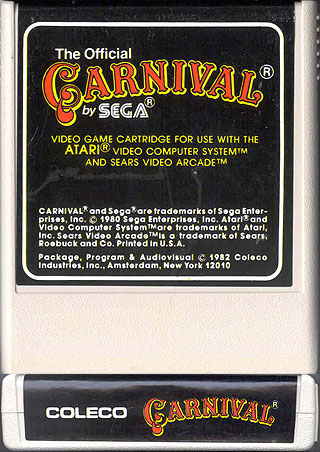 The Official
CARNIVAL®
by SEGA®
VIDEO GAME CARTRIDGE FOR USE WITH THE
ATARI® VIDEO COMPUTER SYSTEM™
AND SEARS VIDEO ARCADE™
CARNIVAL® and Sega® are trademarks of Sega Enter-
prises, Inc. © 1980 Sega Enterprises, Inc. Atari® and
Video Computer System™ are trademarks of Atari,
Inc. Sears Video Arcade™ is a trademark of Sears,
Roebuck and Co. Printed in U.S.A.
Package, Program & Audiovisual © 1982 Coleco
Industries, Inc., Amsterdam, New York 12010
COLECO CARNIVAL®